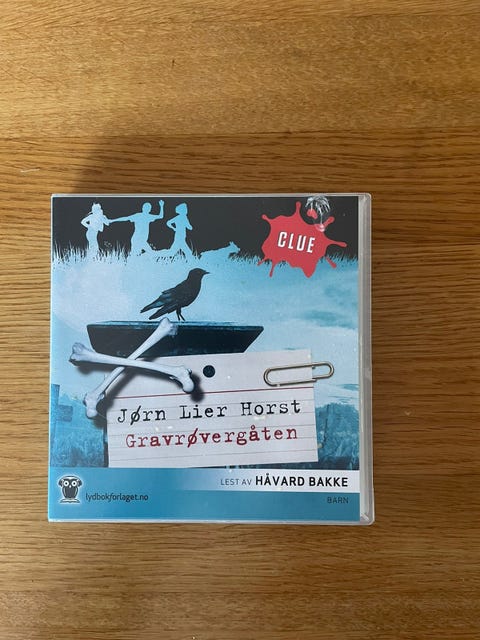 CLUE
Jørn Lier Horst
Gravrøvergåten
LEST AV HÅVARD BAKKE
lydbokforlaget.no
BARN